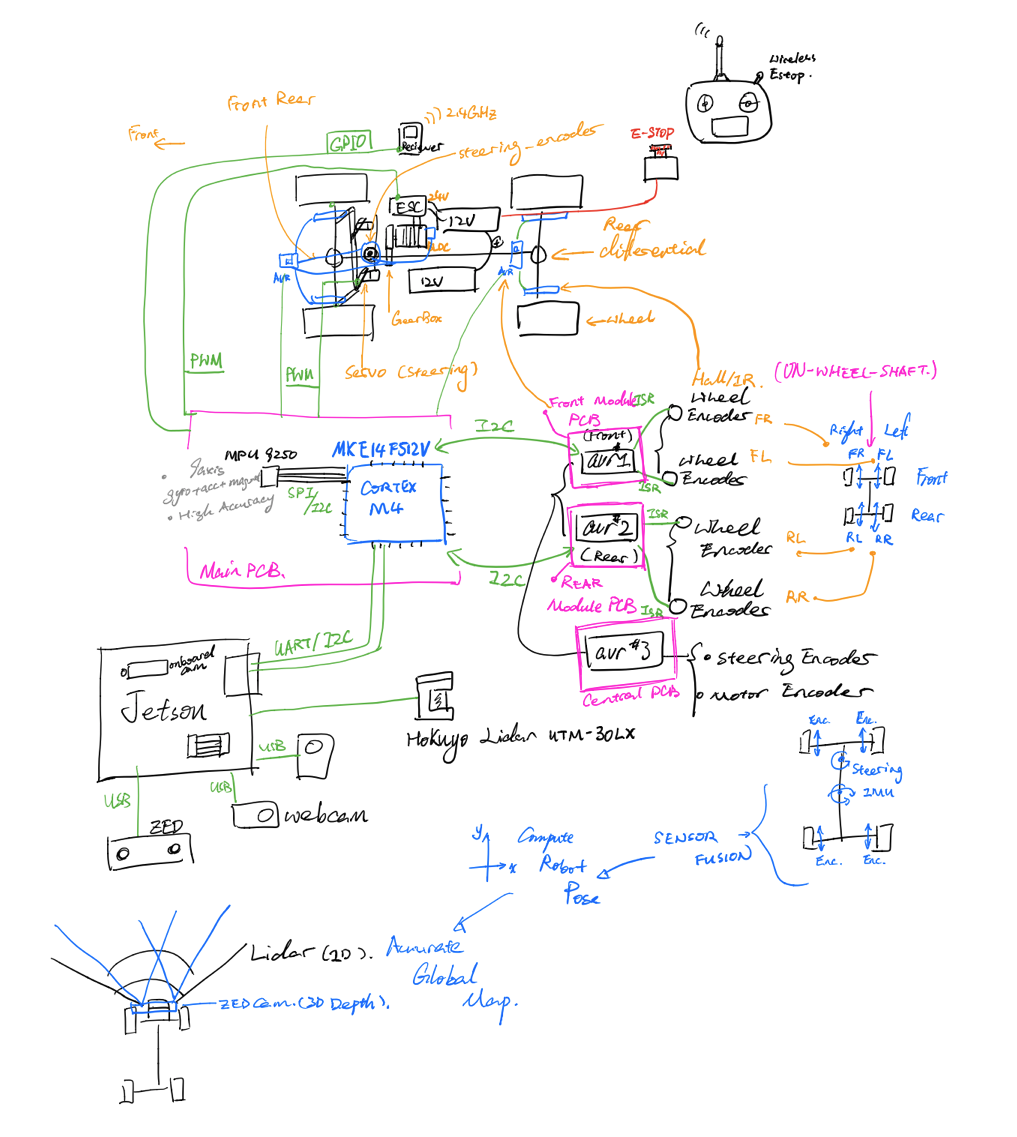 Wireless
Estop.
Front Rear
2.4GHz
Front
GPIO
Reciever
steering_encoder
E-STOP
ESC
24V
12V
BLDC
Rear
differential
AVR
AVR
12V
GearBox
wheel
PWM
PWM
Servo (Steering)
Hall/IR.
(ON-WHEEL-SHAFT.)
Front Module
PCB
ISR
Wheel
Encoder
FR
I2C
(Front)
avr1
Right
Left
MKE14F512V
FR
FL
FL
MPU 9250
9axis
gyro+acc+magnet
High Accuracy
SPI/
I2C
CORTEX
M4
Wheel
Encoder
ISR
Front
ISR
avr#2
(Rear)
Wheel
Encoder
Rear
RL
RL
RR
Main PCB.
I2C
REAR
Module PCB
ISR
Wheel
Encoder
RR
UART/I2C
avr#3
Central PCB
Steering Encoder
Motor Encoder
onboard
cam
Jetson
Hokuyo Lidar UTM-30LX
USB
USB
USB
webcam
ZED
Enc.
Enc.
Steering
IMU
Enc.
Enc.
SENSOR
FUSION
y
x
Compute
Robot
Pose
Lidar (1D).
Accurate
Global
Map.
ZED Cam. (3D Depth).